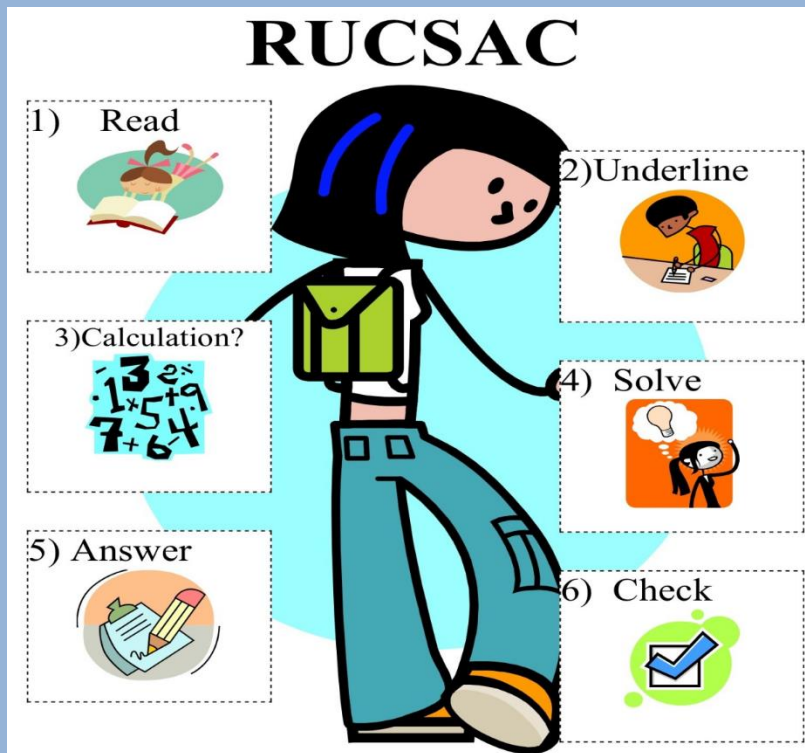 RUCSAC
1) Read
2)Underline
3)Calculation?
4) Solve
5) Answer
6) Check